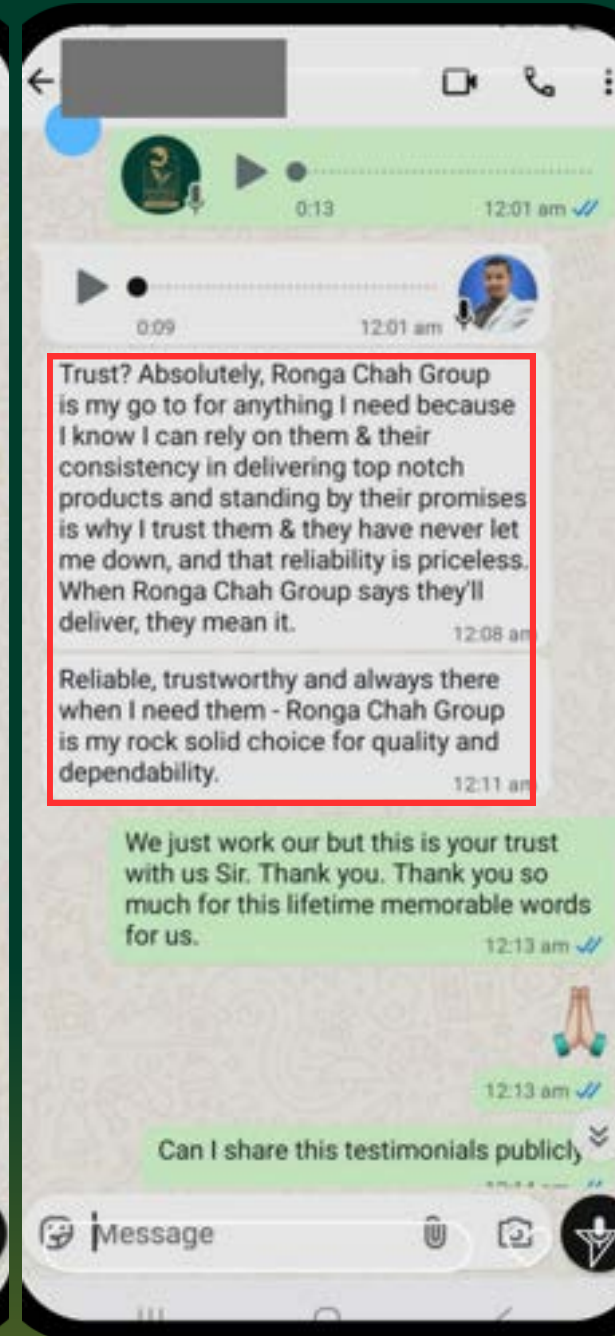 0:13
12:01 am
0:09
12:01 am
Trust? Absolutely, Ronga Chah Group
is my go to for anything I need because
I know I can rely on them & their
consistency in delivering top notch
products and standing by their promises
is why I trust them & they have never let
me down, and that reliability is priceless.
When Ronga Chah Group says they'll
deliver, they mean it.
12:08 am
Reliable, trustworthy and always there
when I need them - Ronga Chah Group
is my rock solid choice for quality and
dependability.
12:11 am
We just work our but this is your trust
with us Sir. Thank you. Thank you so
much for this lifetime memorable words
for us.
12:13 am
12:13 am
Can I share this testimonials publicly
Message